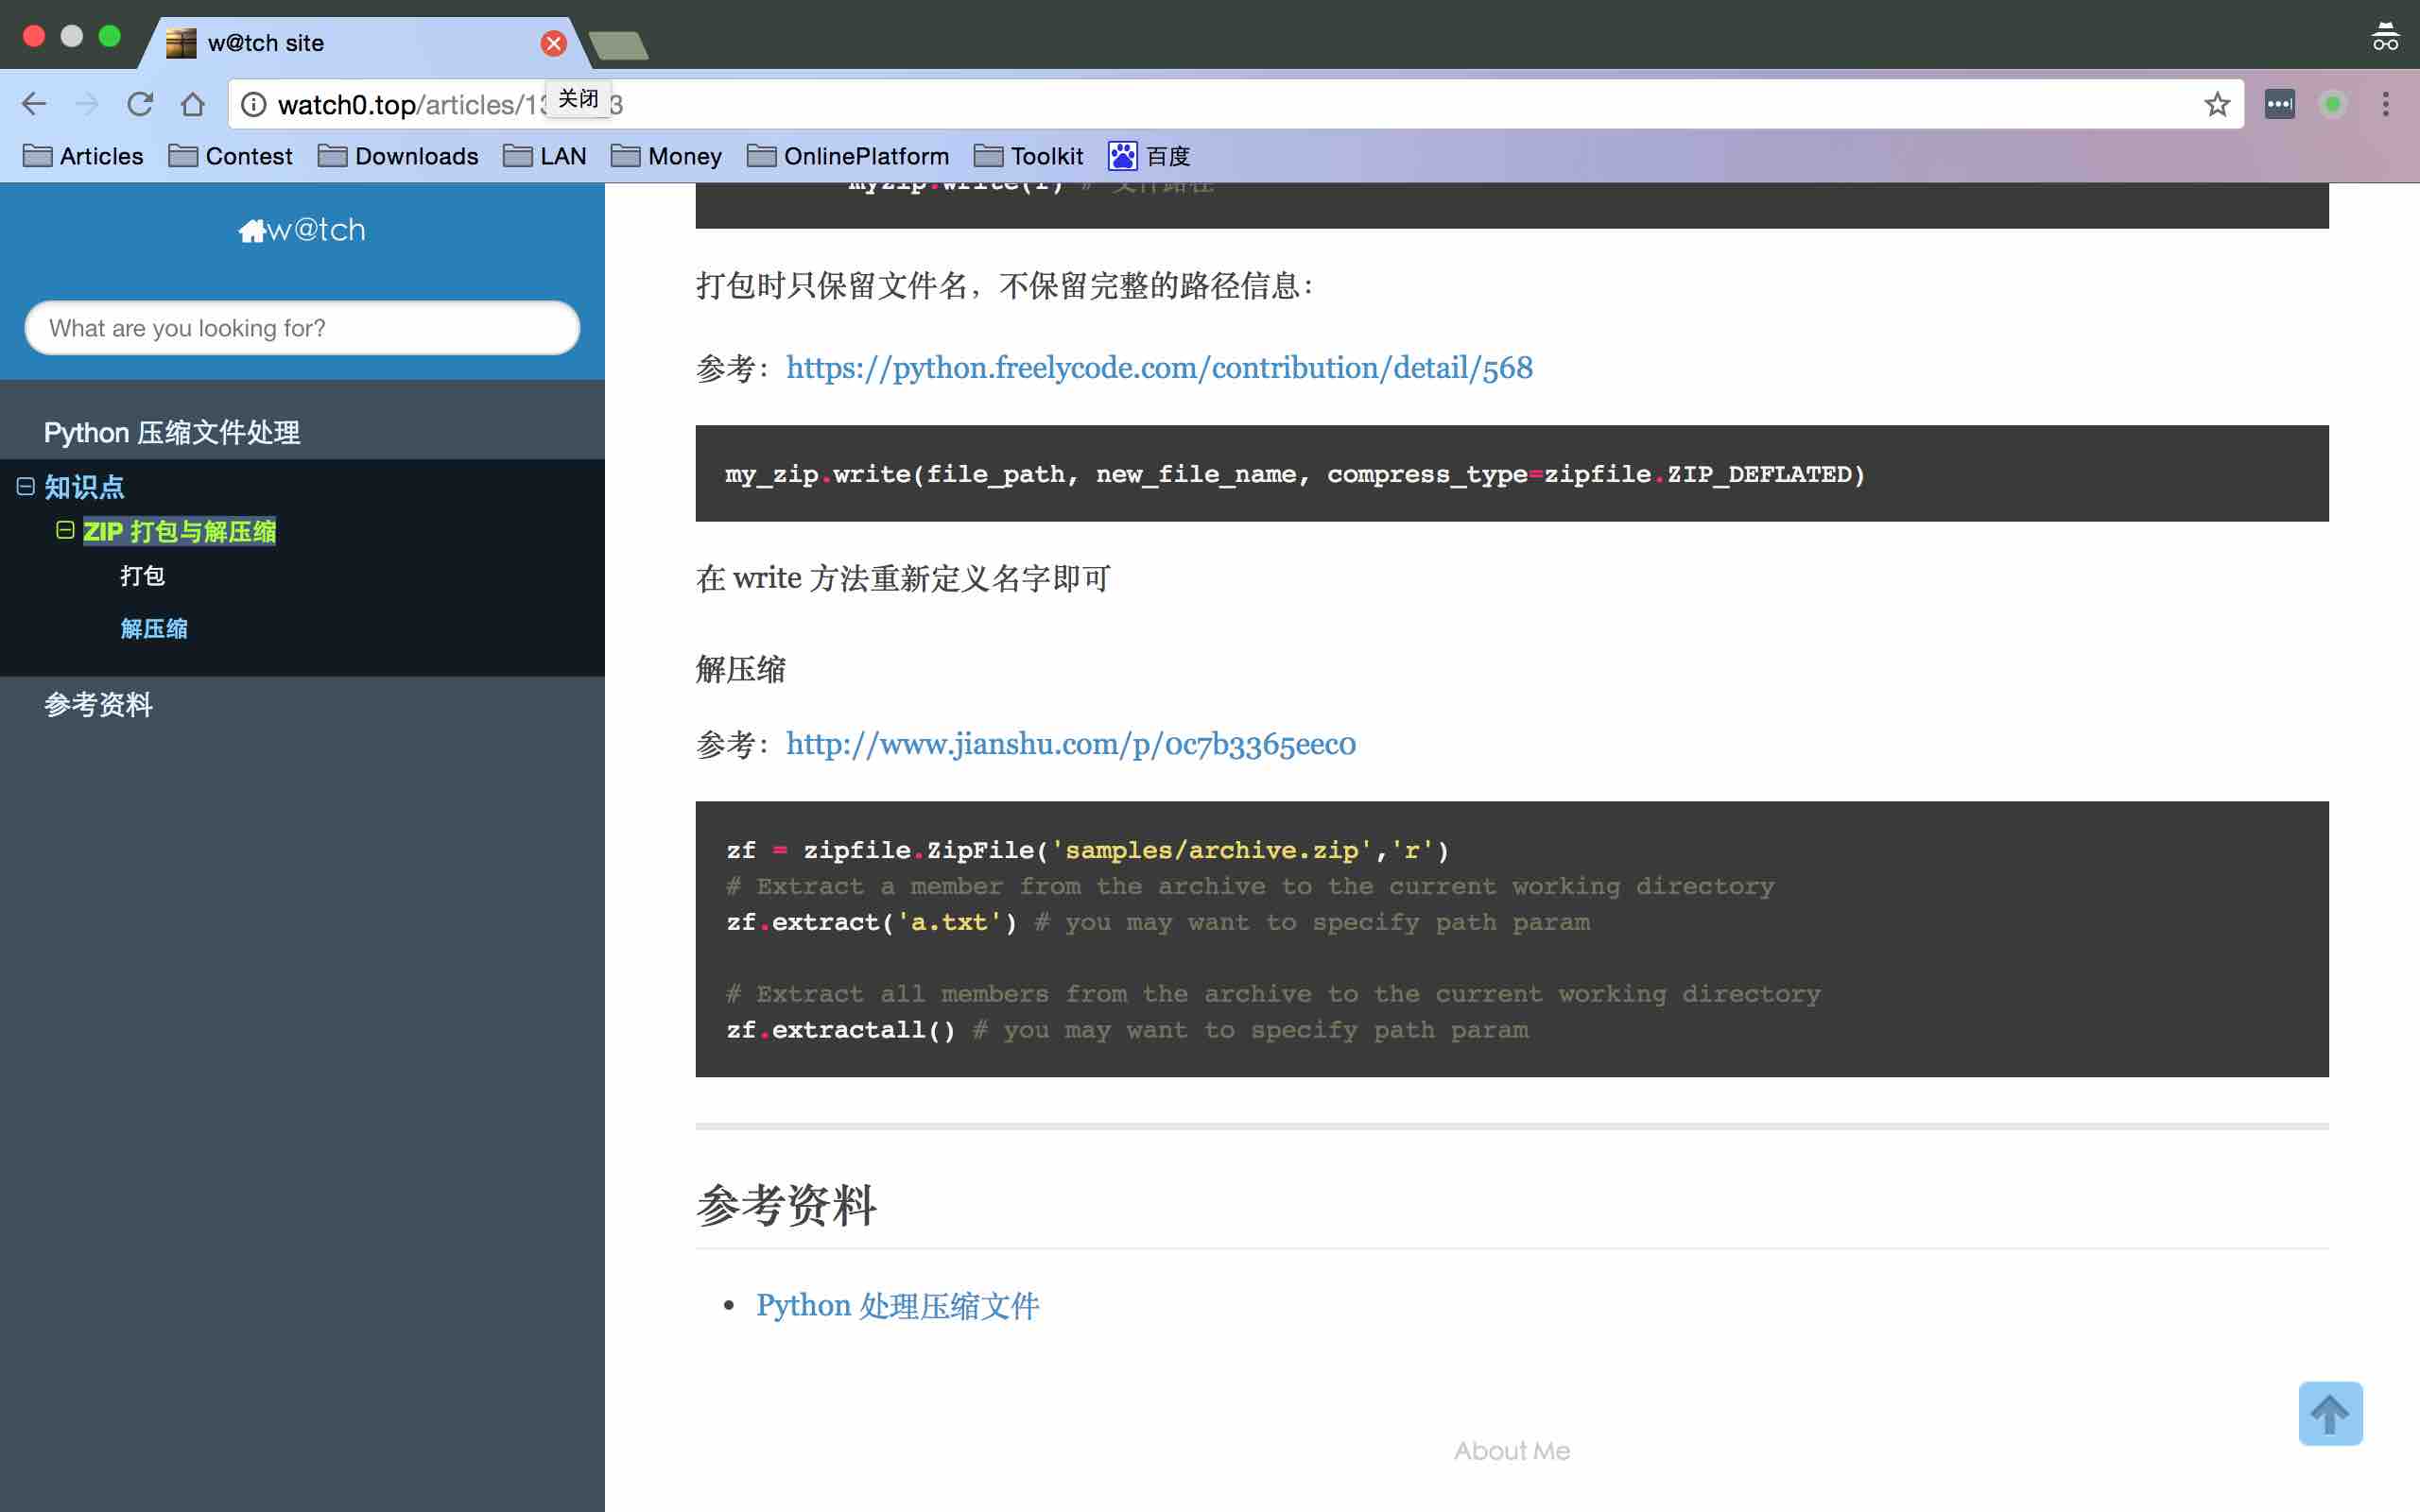 w@tch site
watch0.top/articles/13
3
关闭
Articles
Contest
Downloads
LAN
Money
OnlinePlatform
Toolkit
百度
w@tch
What are you looking for?
Python 压缩文件处理
知识点
ZIP 打包与解压缩
打包
解压缩
参考资料
打包时只保留文件名，不保留完整的路径信息：
参考：https://python.freelycode.com/contribution/detail/568
my_zip.write(file_path, new_file_name, compress_type=zipfile.ZIP_DEFLATED)
在 write 方法重新定义名字即可
解压缩
参考：http://www.jianshu.com/p/0c7b3365eec0
zf = zipfile.ZipFile('samples/archive.zip','r')
# Extract a member from the archive to the current working directory
zf.extract('a.txt') # you may want to specify path param
# Extract all members from the archive to the current working directory
zf.extractall() # you may want to specify path param
参考资料
• Python 处理压缩文件
About Me